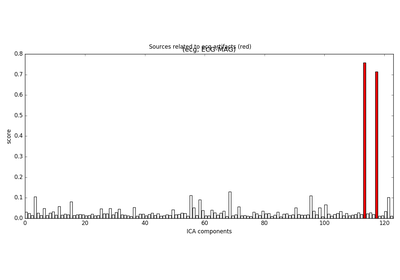 Sources related to ecg artifacts (red)
(ecg, ECG-MAG)
0.8
0.7
0.6
0.5
0.4
0.3
0.2
0.1
0.0
score
0 20 40 60 80 100 120
ICA components